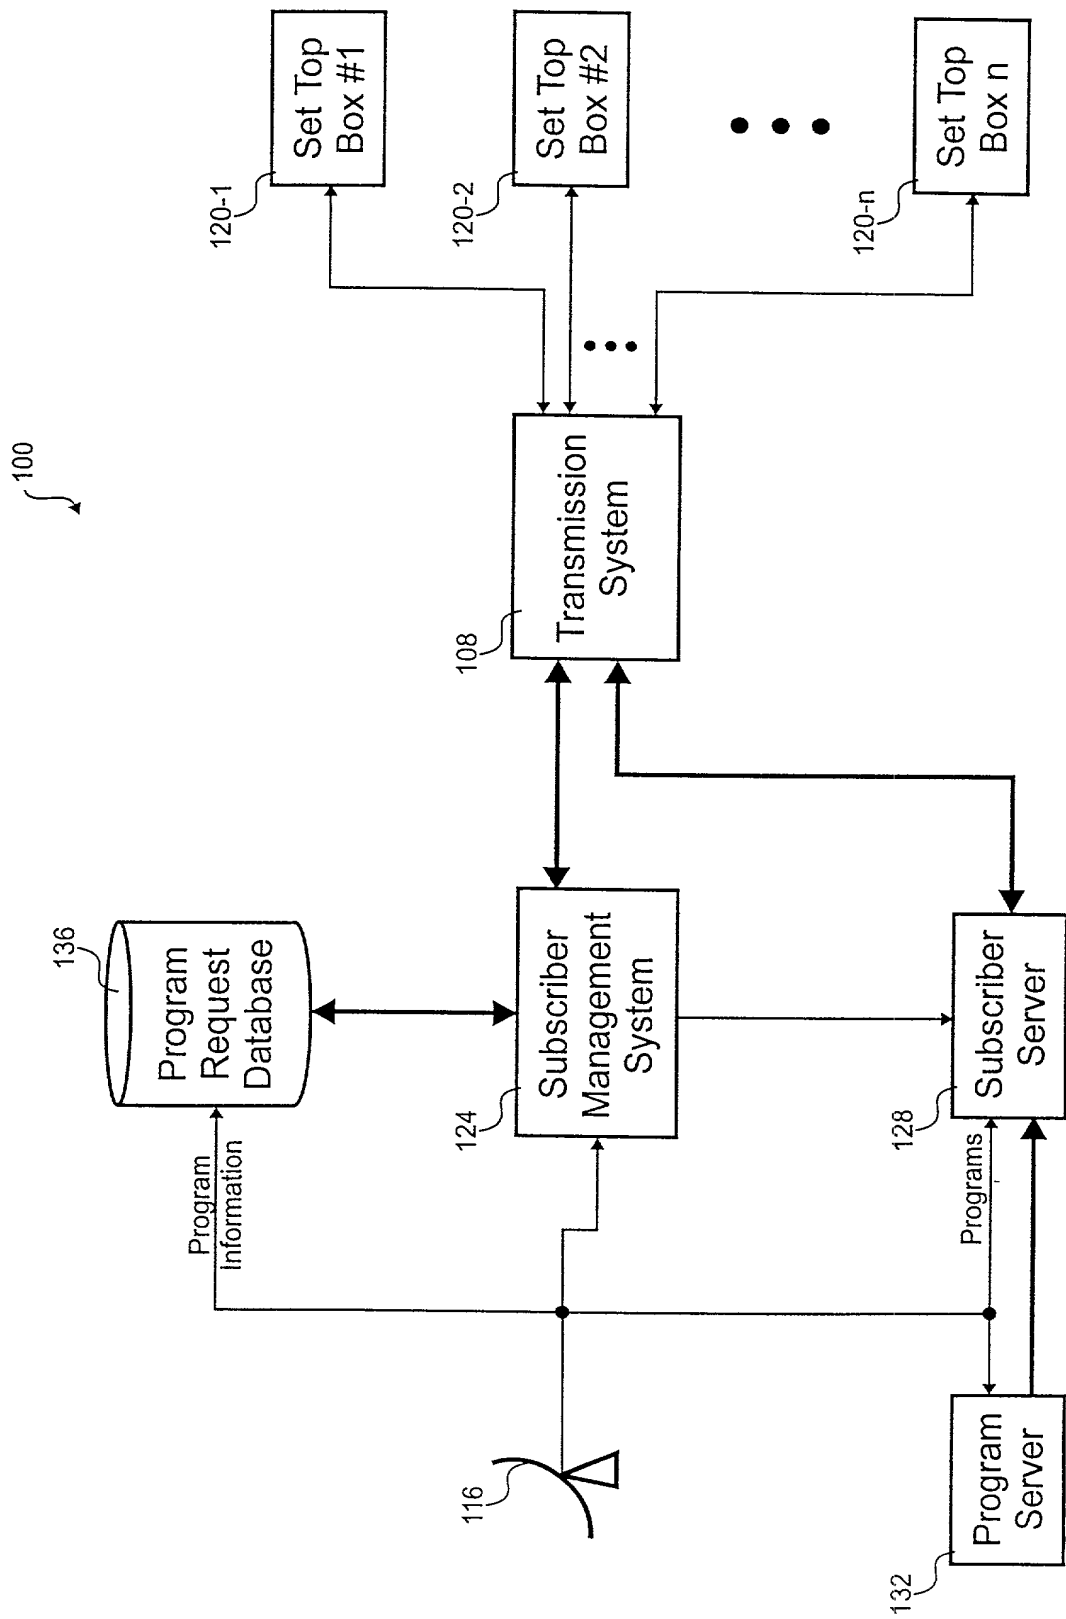 100
136
Program
Request
Database
Program
Information
116
124
Subscriber
Management
System
108
Transmission
System
120-1
Set Top
Box #1
120-2
Set Top
Box #2
120-n
Set Top
Box n
132
Program
Server
Programs
128
Subscriber
Server